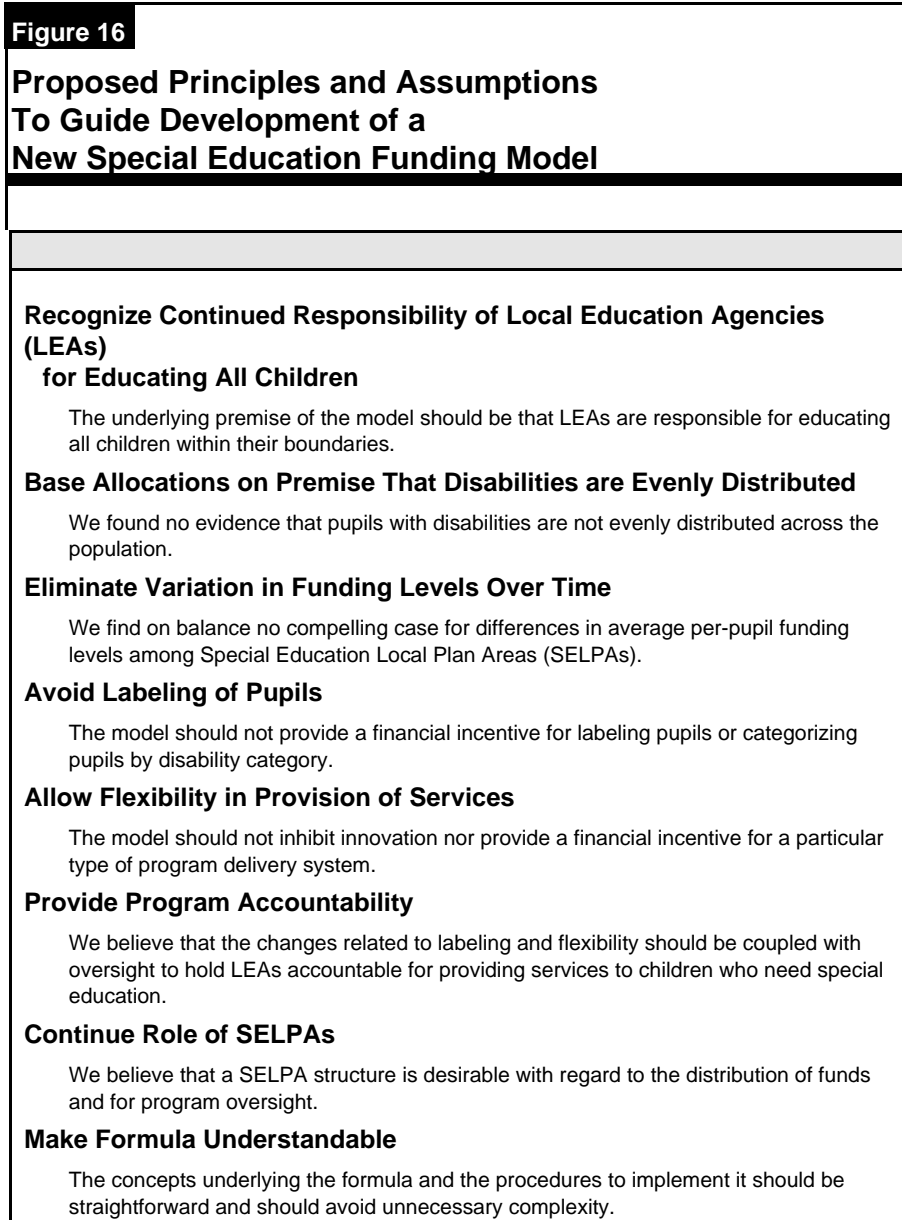 Figure 16
Proposed Principles and Assumptions
To Guide Development of a
New Special Education Funding Model
Recognize Continued Responsibility of Local Education Agencies
(LEAs)
for Educating All Children
The underlying premise of the model should be that LEAs are responsible for educating
all children within their boundaries.
Base Allocations on Premise That Disabilities are Evenly Distributed
We found no evidence that pupils with disabilities are not evenly distributed across the
population.
Eliminate Variation in Funding Levels Over Time
We find on balance no compelling case for differences in average per-pupil funding
levels among Special Education Local Plan Areas (SELPAs).
Avoid Labeling of Pupils
The model should not provide a financial incentive for labeling pupils or categorizing
pupils by disability category.
Allow Flexibility in Provision of Services
The model should not inhibit innovation nor provide a financial incentive for a particular
type of program delivery system.
Provide Program Accountability
We believe that the changes related to labeling and flexibility should be coupled with
oversight to hold LEAs accountable for providing services to children who need special
education.
Continue Role of SELPAs
We believe that a SELPA structure is desirable with regard to the distribution of funds
and for program oversight.
Make Formula Understandable
The concepts underlying the formula and the procedures to implement it should be
straightforward and should avoid unnecessary complexity.